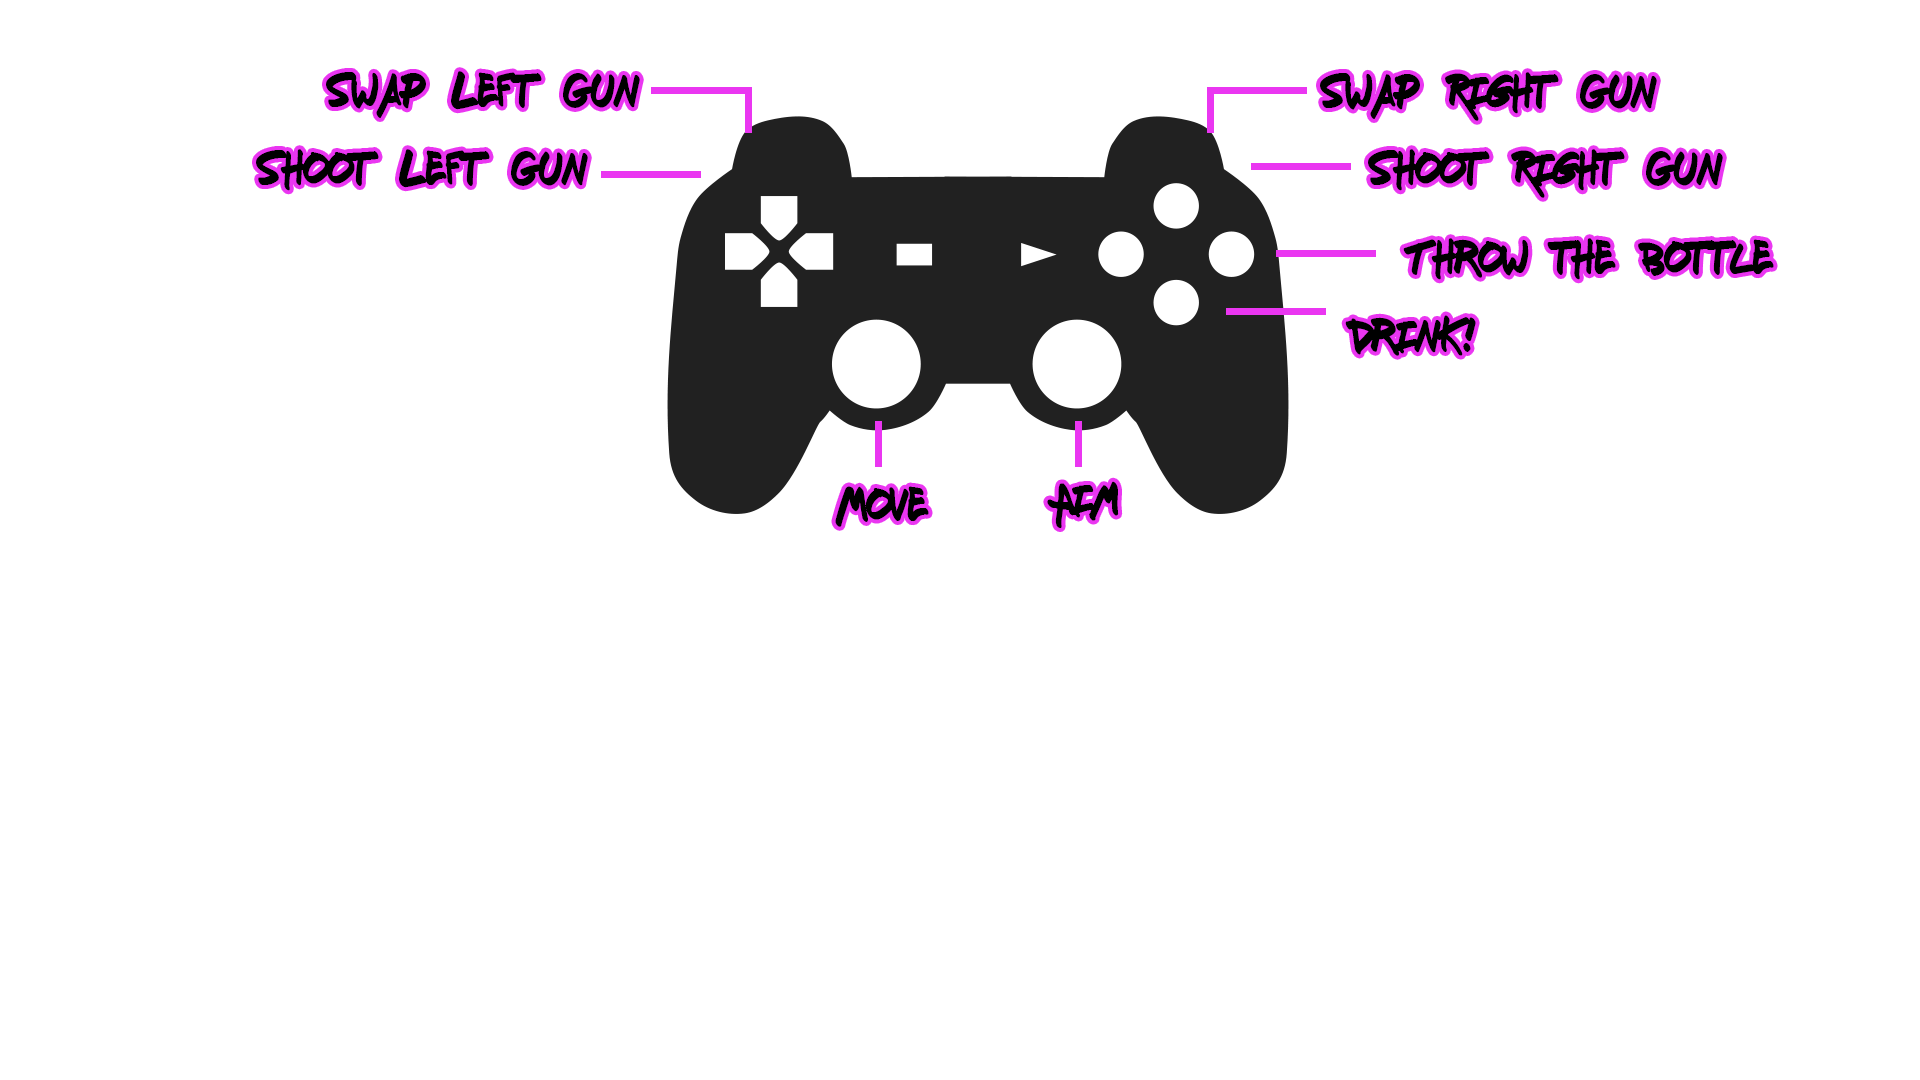 SWAP LEFT GUN
SWAP RIGHT GUN
SHOOT LEFT GUN
SHOOT RIGHT GUN
THROW THE BOTTLE
DRINK!
MOVE
AIM